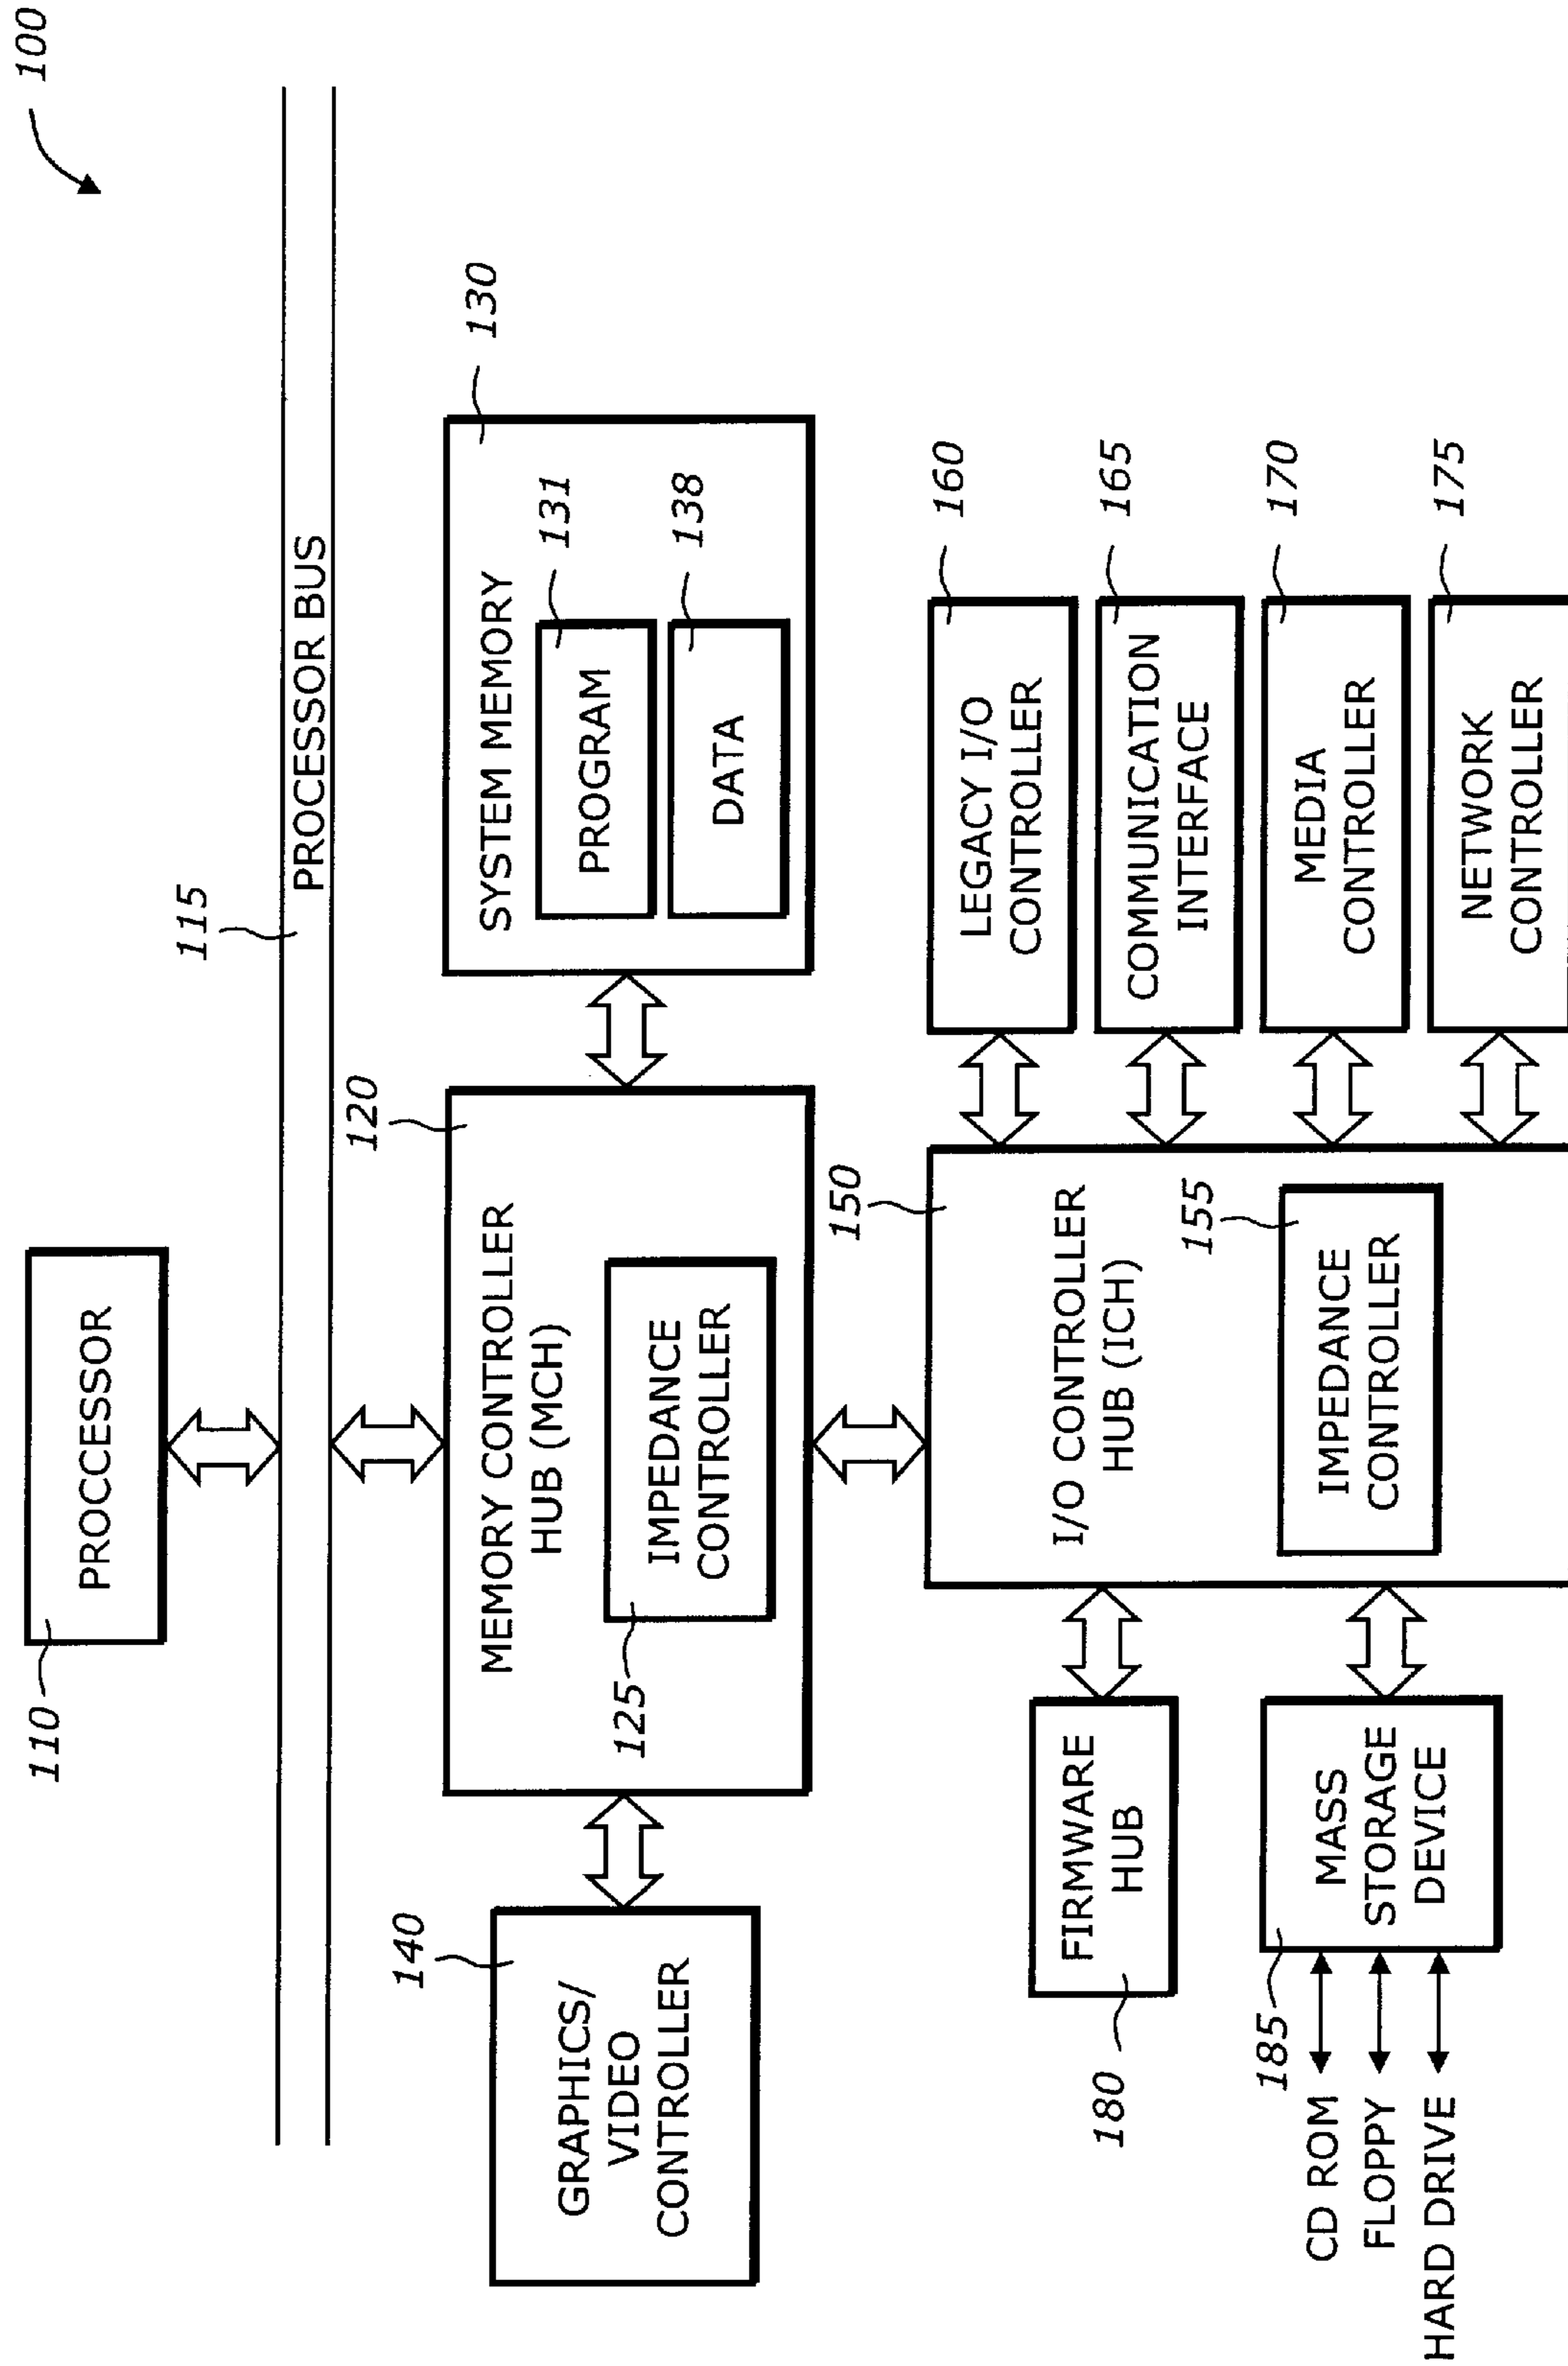 100
110
PROCCESSOR
115
PROCESSOR BUS
120
MEMORY CONTROLLER
HUB (MCH)
125
IMPEDANCE
CONTROLLER
130
SYSTEM MEMORY
131
PROGRAM
138
DATA
140
GRAPHICS/
VIDEO
CONTROLLER
150
I/O CONTROLLER
HUB (ICH)
155
IMPEDANCE
CONTROLLER
160
LEGACY I/O
CONTROLLER
165
COMMUNICATION
INTERFACE
170
MEDIA
CONTROLLER
175
NETWORK
CONTROLLER
180
FIRMWARE
HUB
185
MASS
STORAGE
DEVICE
CD ROM
FLOPPY
HARD DRIVE